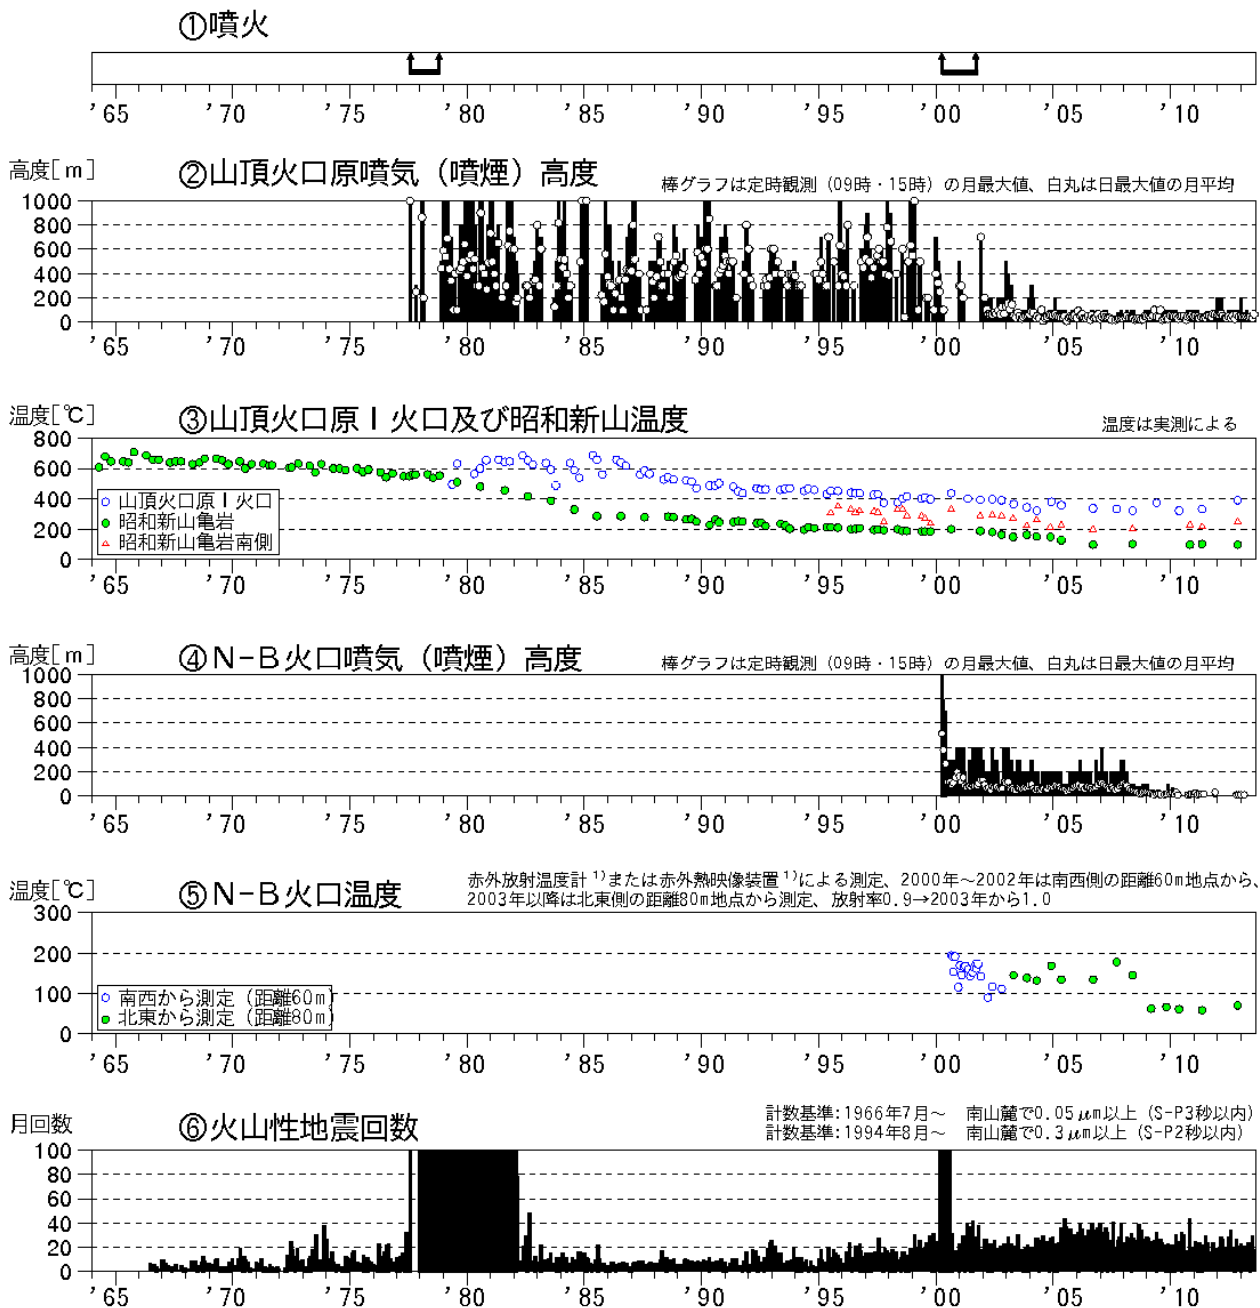 ①噴火
'65 '70 '75 '80 '85 '90 '95 '00 '05 '10
高度[m] ②山頂火口原噴気（噴煙）高度
棒グラフは定時観測（09時・15時）の月最大値、白丸は日最大値の月平均
1000
800
600
400
200
0
'65 '70 '75 '80 '85 '90 '95 '00 '05 '10
温度[℃] ③山頂火口原Ⅰ火口及び昭和新山温度
温度は実測による
800
600
400
200
0
山頂火口原Ⅰ火口
昭和新山亀岩
昭和新山亀岩南側
'65 '70 '75 '80 '85 '90 '95 '00 '05 '10
高度[m] ④N-B火口噴気（噴煙）高度
棒グラフは定時観測（09時・15時）の月最大値、白丸は日最大値の月平均
1000
800
600
400
200
0
'65 '70 '75 '80 '85 '90 '95 '00 '05 '10
温度[℃] ⑤N-B火口温度
赤外放射温度計1)または赤外熱映像装置1)による測定、2000年～2002年は南西側の距離60m地点から、
2003年以降は北東側の距離80m地点から測定、放射率0.9→2003年から1.0
300
200
100
0
南西から測定（距離60m）
北東から測定（距離80m）
'65 '70 '75 '80 '85 '90 '95 '00 '05 '10
月回数 ⑥火山性地震回数
計数基準:1966年7月～ 南山麓で0.05μm以上（S-P3秒以内）
計数基準:1994年8月～ 南山麓で0.3μm以上（S-P2秒以内）
100
80
60
40
20
0
'65 '70 '75 '80 '85 '90 '95 '00 '05 '10